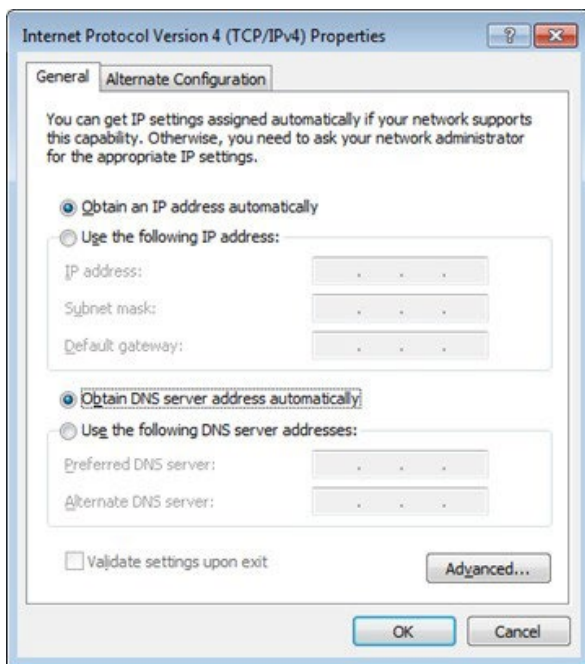 Internet Protocol Version 4 (TCP/IPv4) Properties
?
General
Alternate Configuration
You can get IP settings assigned automatically if your network supports
this capability. Otherwise, you need to ask your network administrator
for the appropriate IP settings.
Obtain an IP address automatically
Use the following IP address:
IP address:
. . .
Subnet mask:
. . .
Default gateway:
. . .
Obtain DNS server address automatically
Use the following DNS server addresses:
Preferred DNS server:
. . .
Alternate DNS server:
. . .
Validate settings upon exit
Advanced...
OK
Cancel